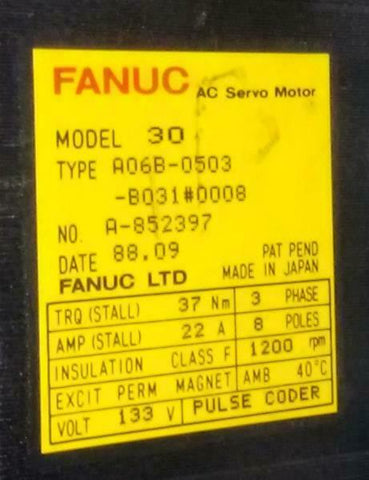 FANUC AC Servo Motor
MODEL 30
TYPE A06B-0503
-B031#0008
NO. A-852397
DATE 88.09
PAT PEND
FANUC LTD MADE IN JAPAN
TRQ (STALL) 37 Nm 3 PHASE
AMP (STALL) 22 A 8 POLES
INSULATION CLASS F 1200 rpm
EXCIT PERM MAGNET AMB 40°C
VOLT 133 V PULSE CODER